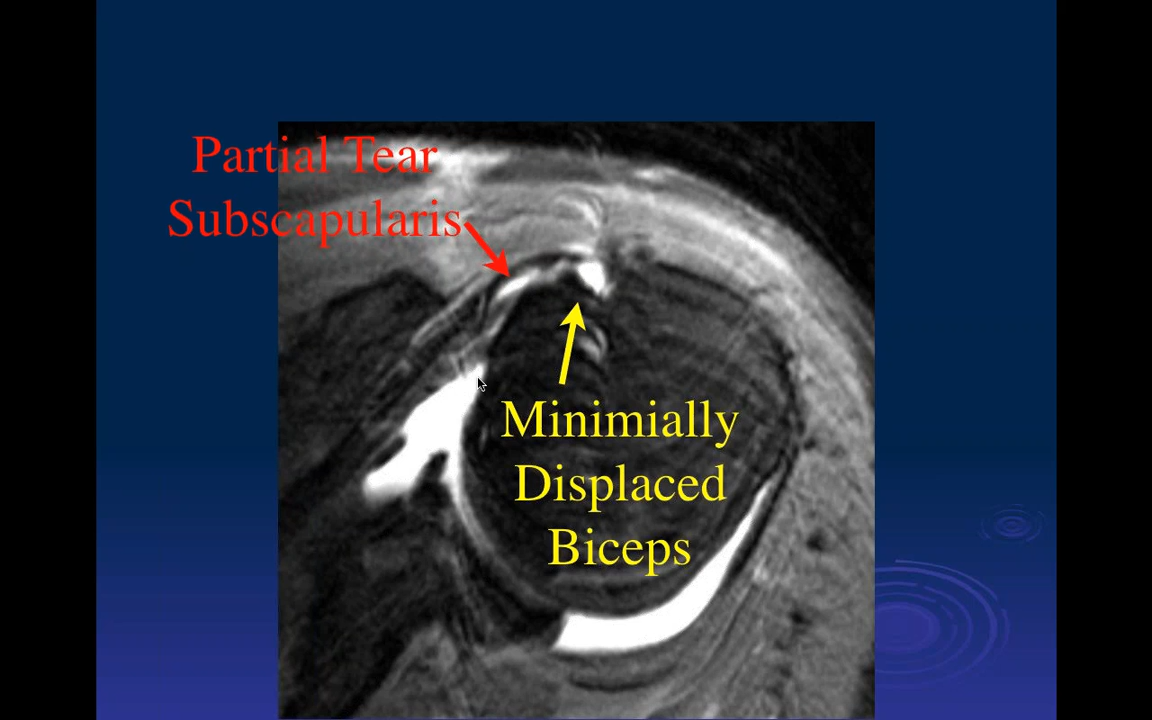 Partial Tear
Subscapularis
Minimially
Displaced
Biceps